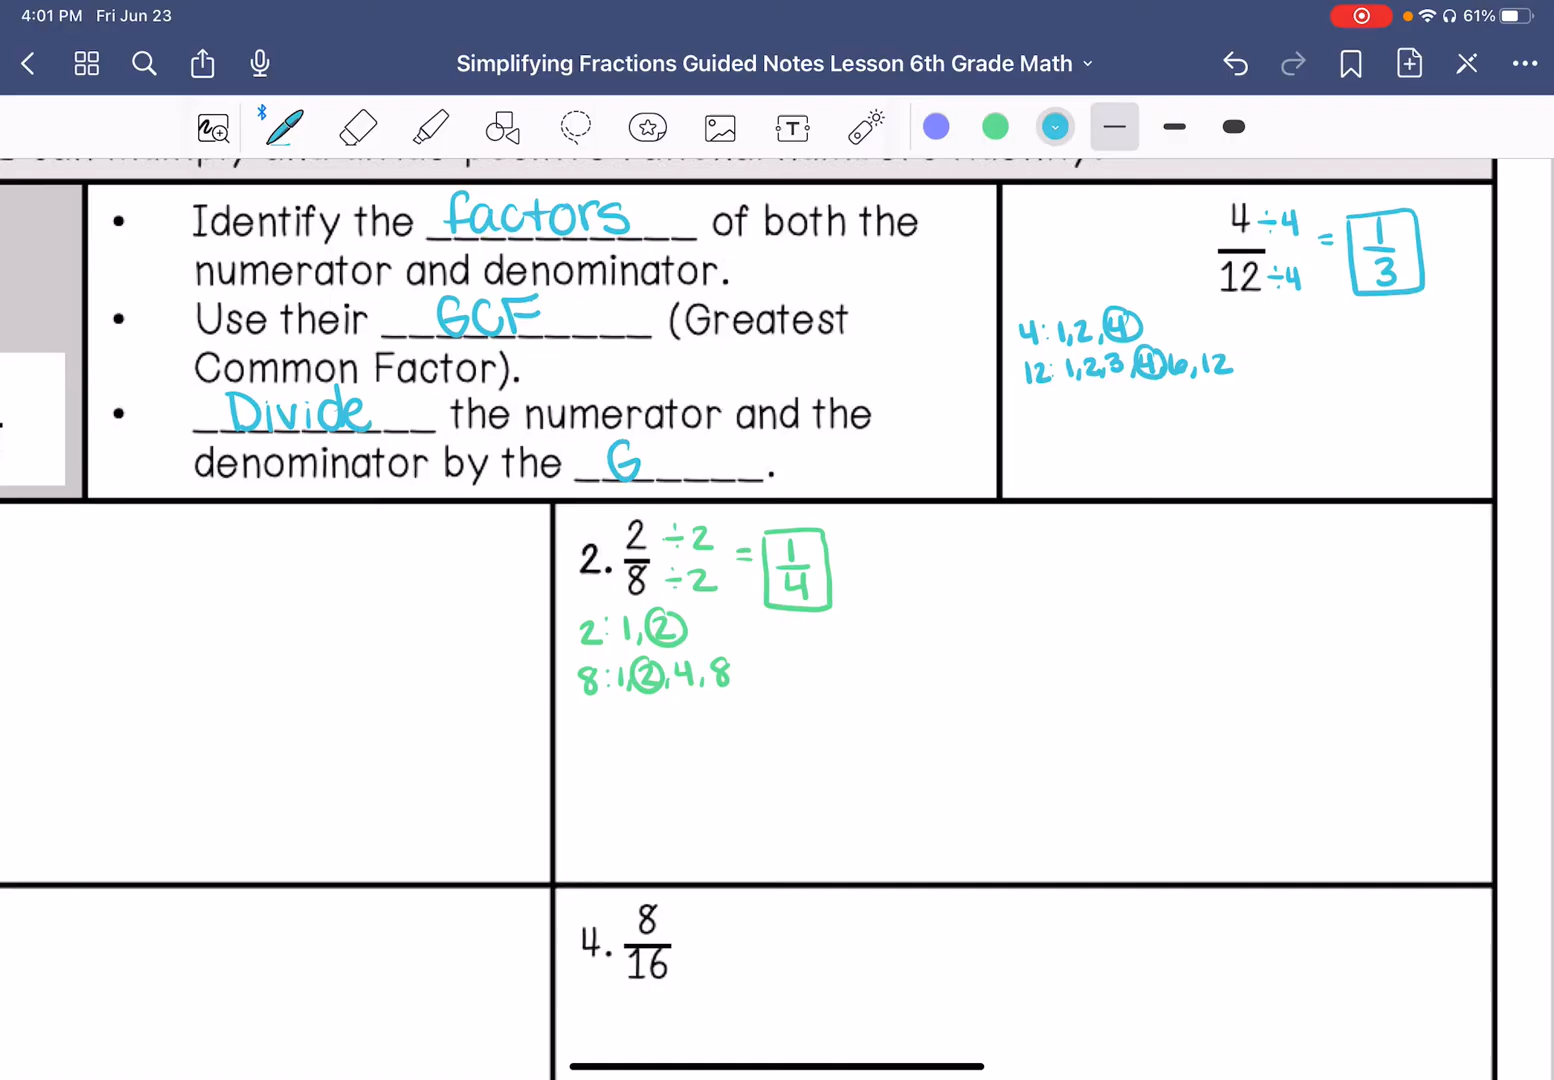 4:01 PM Fri Jun 23
61%
Simplifying Fractions Guided Notes Lesson 6th Grade Math
T
Identify the factors of both the
numerator and denominator.
Use their GCF (Greatest
Common Factor).
Divide the numerator and the
denominator by the G.
4 ÷4
12 ÷4
= 1
3
4: 1, 2, 4
12: 1, 2, 3, 4, 6, 12
2. 2 ÷2
8 ÷2
= 1
4
2: 1, 2
8: 1, 2, 4, 8
4. 8
16